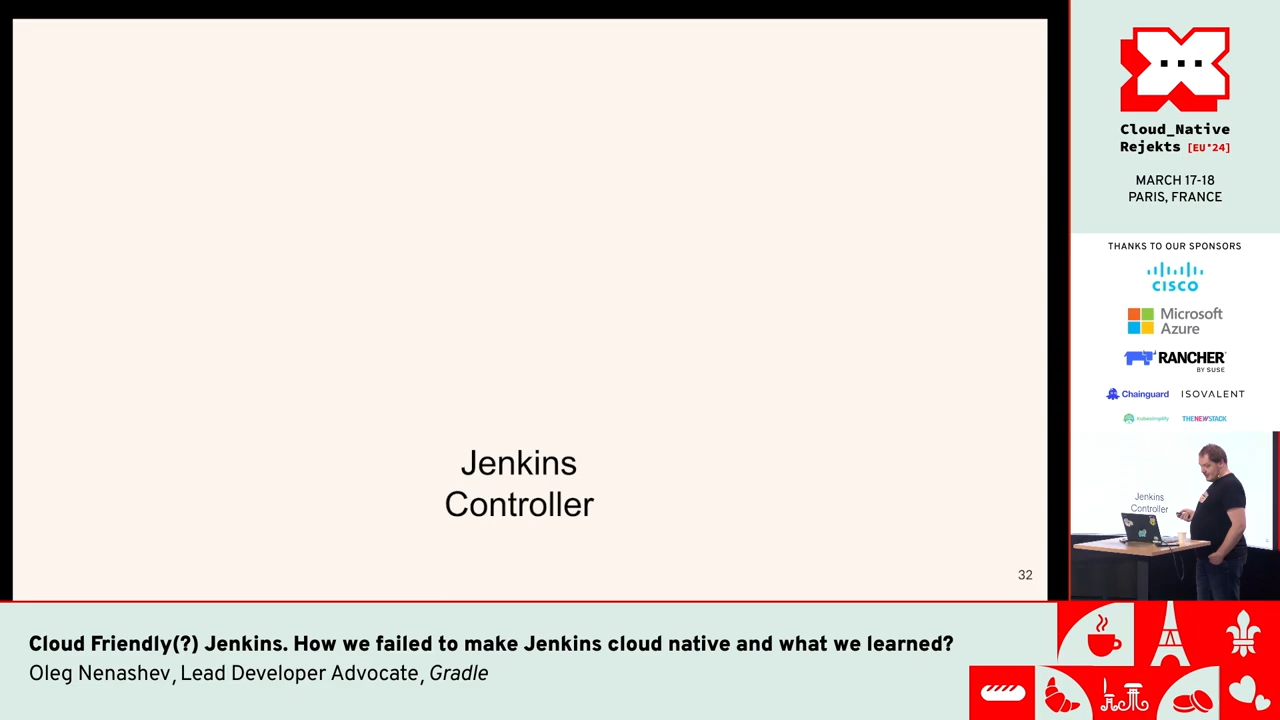 Jenkins
Controller
32
Cloud_Native
Rejekts [EU'24]
MARCH 17-18
PARIS, FRANCE
THANKS TO OUR SPONSORS
CISCO
Microsoft
Azure
RANCHER
BY SUSE
Chainguard ISOVALENT
kubesimplify THENEWSTACK
Jenkins
Controller
Cloud Friendly(?) Jenkins. How we failed to make Jenkins cloud native and what we learned?
Oleg Nenashev, Lead Developer Advocate, Gradle